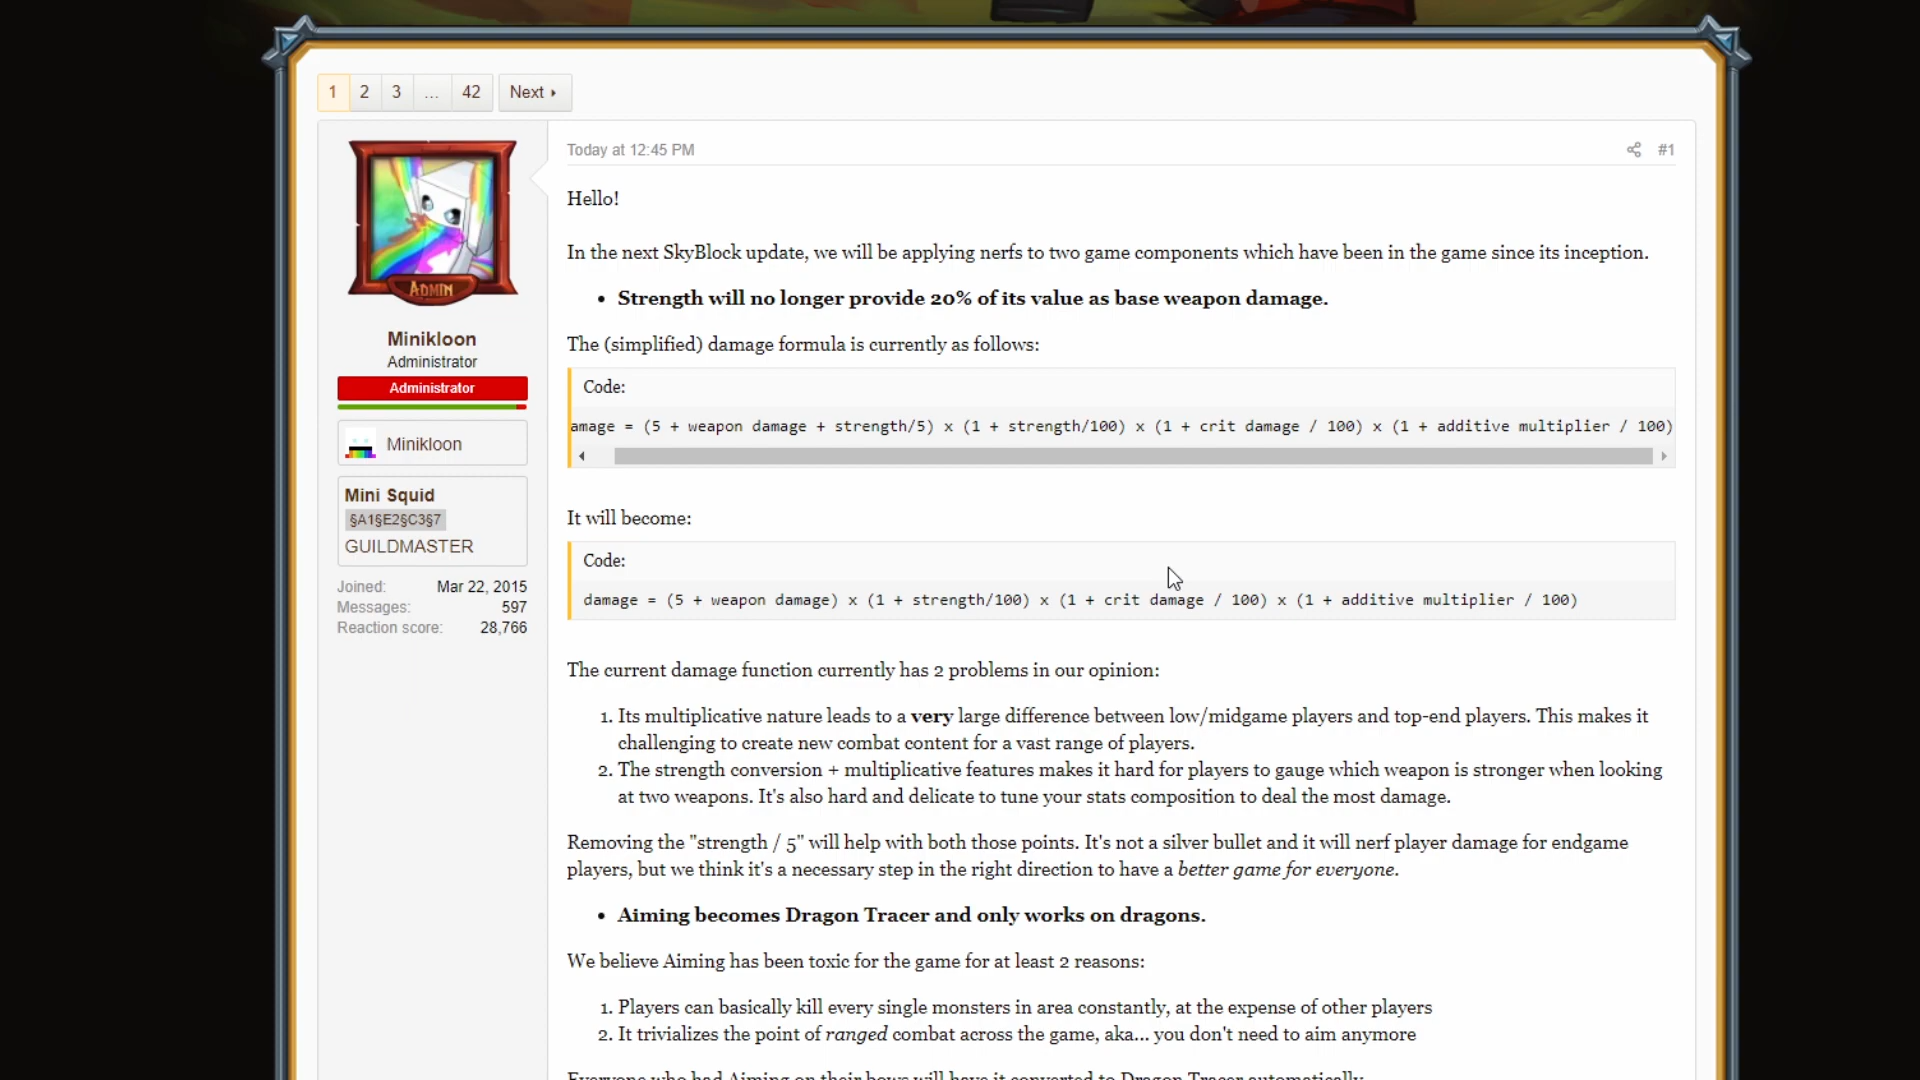 1 2 3 ... 42 Next
Today at 12:45 PM #1
ADMIN
Minikloon
Administrator
Administrator
Minikloon
Mini Squid
§A1§E2§C3§7
GUILDMASTER
Joined: Mar 22, 2015
Messages: 597
Reaction score: 28,766
Hello!
In the next SkyBlock update, we will be applying nerfs to two game components which have been in the game since its inception.
• Strength will no longer provide 20% of its value as base weapon damage.
The (simplified) damage formula is currently as follows:
Code:
amage = (5 + weapon damage + strength/5) x (1 + strength/100) x (1 + crit damage / 100) x (1 + additive multiplier / 100)
It will become:
Code:
damage = (5 + weapon damage) x (1 + strength/100) x (1 + crit damage / 100) x (1 + additive multiplier / 100)
The current damage function currently has 2 problems in our opinion:
1. Its multiplicative nature leads to a very large difference between low/midgame players and top-end players. This makes it
challenging to create new combat content for a vast range of players.
2. The strength conversion + multiplicative features makes it hard for players to gauge which weapon is stronger when looking
at two weapons. It's also hard and delicate to tune your stats composition to deal the most damage.
Removing the "strength / 5" will help with both those points. It's not a silver bullet and it will nerf player damage for endgame
players, but we think it's a necessary step in the right direction to have a better game for everyone.
• Aiming becomes Dragon Tracer and only works on dragons.
We believe Aiming has been toxic for the game for at least 2 reasons:
1. Players can basically kill every single monsters in area constantly, at the expense of other players
2. It trivializes the point of ranged combat across the game, aka... you don't need to aim anymore
Everyone who had Aiming on their bows will have it converted to Dragon Tracer automatically.